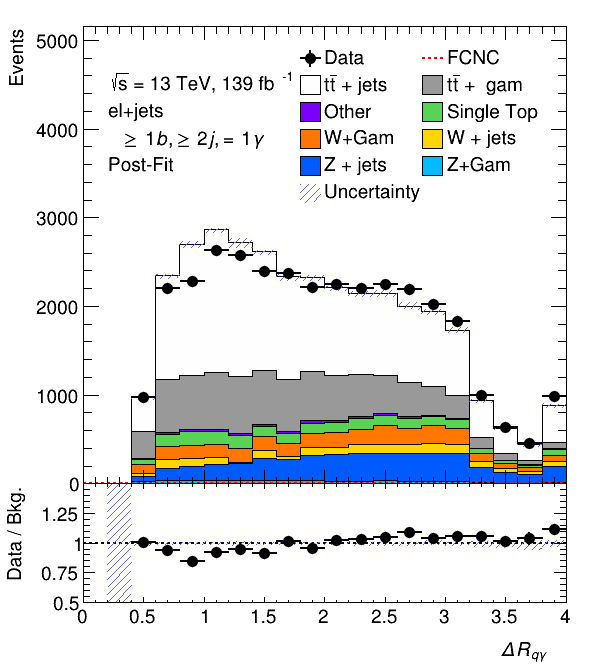 Events
5000
4000
3000
2000
1000
0
√s = 13 TeV, 139 fb⁻¹
el+jets
≥ 1b, ≥ 2j, = 1γ
Post-Fit
Data
FCNC
tt̄ + jets
tt̄ + gam
Other
Single Top
W+Gam
W + jets
Z + jets
Z+Gam
Uncertainty
Data / Bkg.
1.25
1
0.75
0.5
0 0.5 1 1.5 2 2.5 3 3.5 4
ΔR_qγ